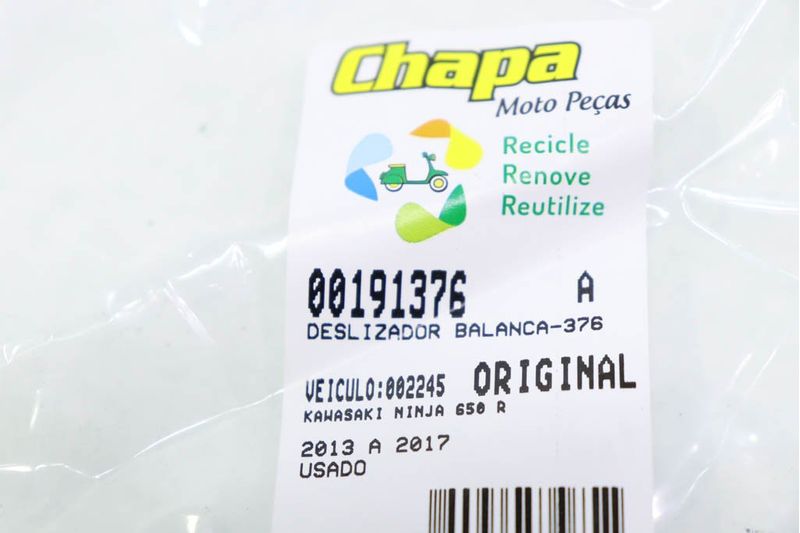 Chapa
Moto Peças
Recicle
Renove
Reutilize
00191376 A
DESLIZADOR BALANCA-376
VEICULO:002245 ORIGINAL
KAWASAKI NINJA 650 R
2013 A 2017
USADO